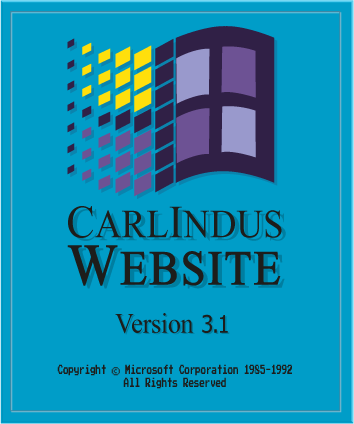 CARLINDUS
WEBSITE
Version 3.1
Copyright © Microsoft Corporation 1985-1992
All Rights Reserved